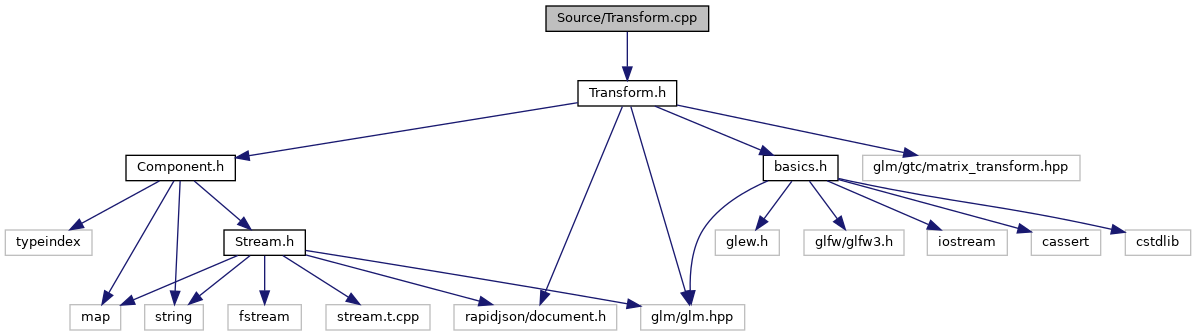 Source/Transform.cpp
Transform.h
Component.h
basics.h
glm/gtc/matrix_transform.hpp
typeindex
Stream.h
glew.h
glfw/glfw3.h
iostream
cassert
cstdlib
map
string
fstream
stream.t.cpp
rapidjson/document.h
glm/glm.hpp